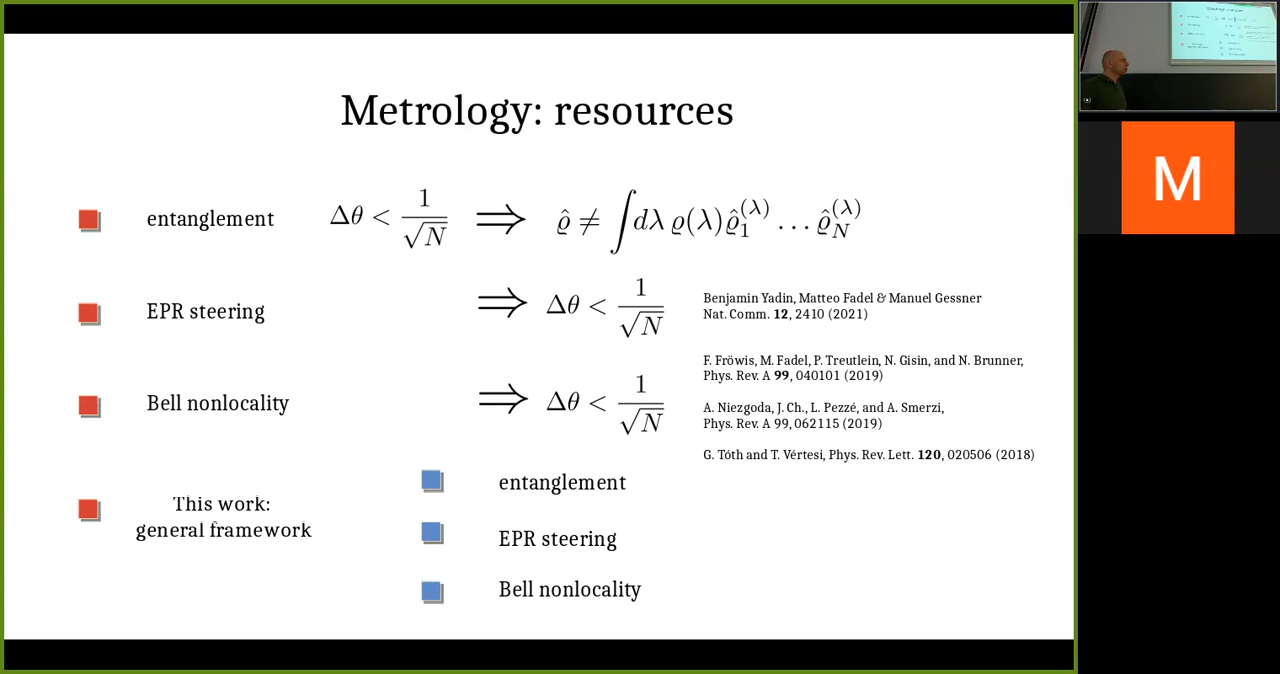 Metrology: resources
entanglement Δθ < 1/√N ⟹ ρ̂ ≠ ∫dλ ϱ(λ)ϱ̂₁^(λ) … ϱ̂_N^(λ)
EPR steering ⟹ Δθ < 1/√N
Benjamin Yadin, Matteo Fadel & Manuel Gessner
Nat. Comm. 12, 2410 (2021)
Bell nonlocality ⟹ Δθ < 1/√N
F. Fröwis, M. Fadel, P. Treutlein, N. Gisin, and N. Brunner,
Phys. Rev. A 99, 040101 (2019)
A. Niezgoda, J. Ch., L. Pezzé, and A. Smerzi,
Phys. Rev. A 99, 062115 (2019)
G. Tóth and T. Vértesi, Phys. Rev. Lett. 120, 020506 (2018)
This work:
general framework
entanglement
EPR steering
Bell nonlocality
M